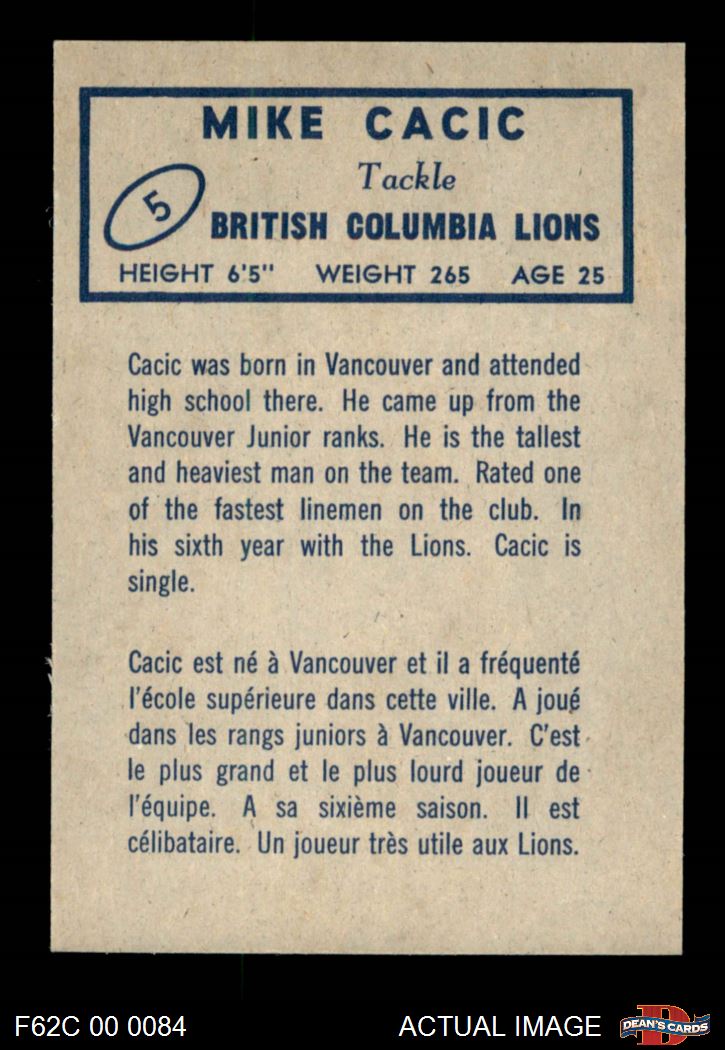 MIKE CACIC
Tackle
5
BRITISH COLUMBIA LIONS
HEIGHT 6'5" WEIGHT 265 AGE 25
Cacic was born in Vancouver and attended
high school there. He came up from the
Vancouver Junior ranks. He is the tallest
and heaviest man on the team. Rated one
of the fastest linemen on the club. In
his sixth year with the Lions. Cacic is
single.
Cacic est né à Vancouver et il a fréquenté
l'école supérieure dans cette ville. A joué
dans les rangs juniors à Vancouver. C'est
le plus grand et le plus lourd joueur de
l'équipe. A sa sixième saison. Il est
célibataire. Un joueur très utile aux Lions.
F62C 00 0084 ACTUAL IMAGE
D
DEAN'S CARDS